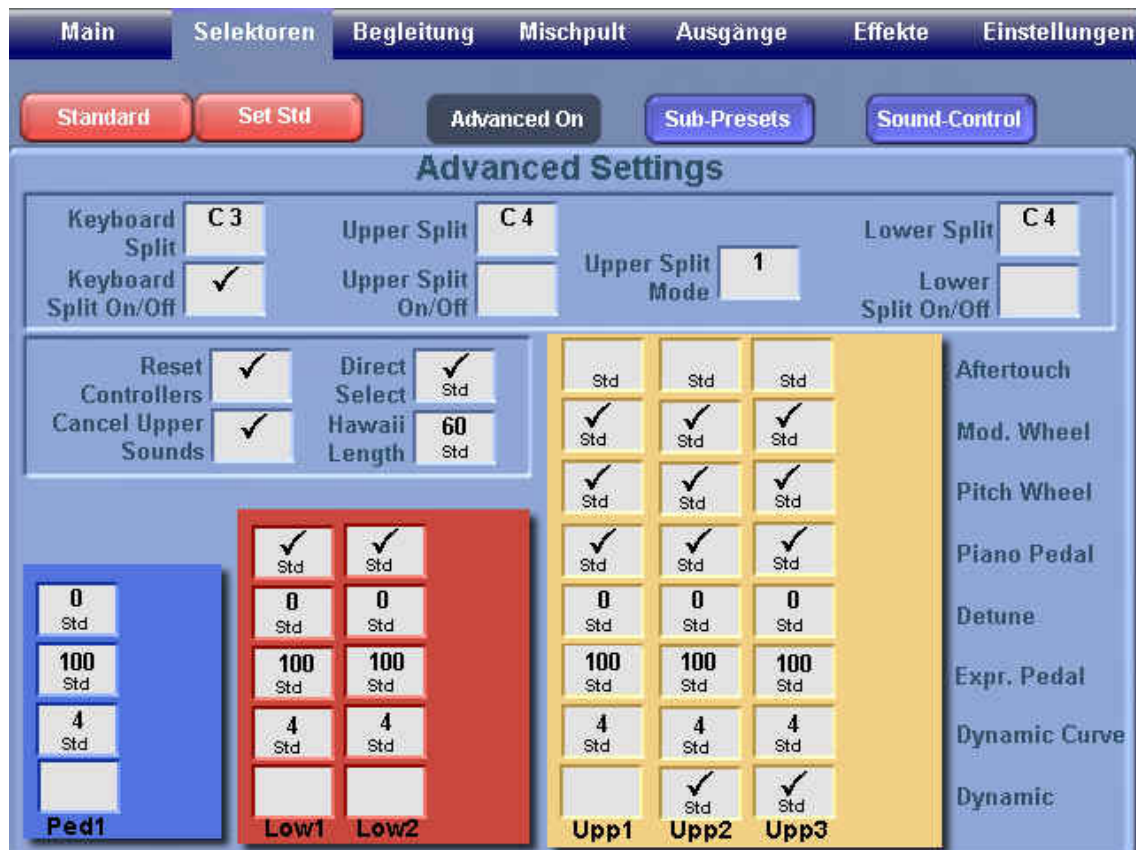 Main Selektoren Begleitung Mischpult Ausgänge Effekte Einstellungen
Standard Set Std Advanced On Sub-Presets Sound-Control
Advanced Settings
Keyboard Split C 3 Upper Split C 4 Lower Split C 4
Upper Split Mode 1
Keyboard Split On/Off ✓ Upper Split On/Off Lower Split On/Off
Reset Controllers ✓ Direct Select ✓ Std
Cancel Upper Sounds ✓ Hawaii Length 60 Std
Std Std Std Aftertouch
✓ Std ✓ Std ✓ Std Mod. Wheel
✓ Std ✓ Std ✓ Std Pitch Wheel
✓ Std ✓ Std ✓ Std ✓ Std ✓ Std Piano Pedal
0 Std 0 Std 0 Std 0 Std 0 Std 0 Std Detune
100 Std 100 Std 100 Std 100 Std 100 Std 100 Std Expr. Pedal
4 Std 4 Std 4 Std 4 Std 4 Std 4 Std Dynamic Curve
✓ Std ✓ Std Dynamic
Ped1 Low1 Low2 Upp1 Upp2 Upp3